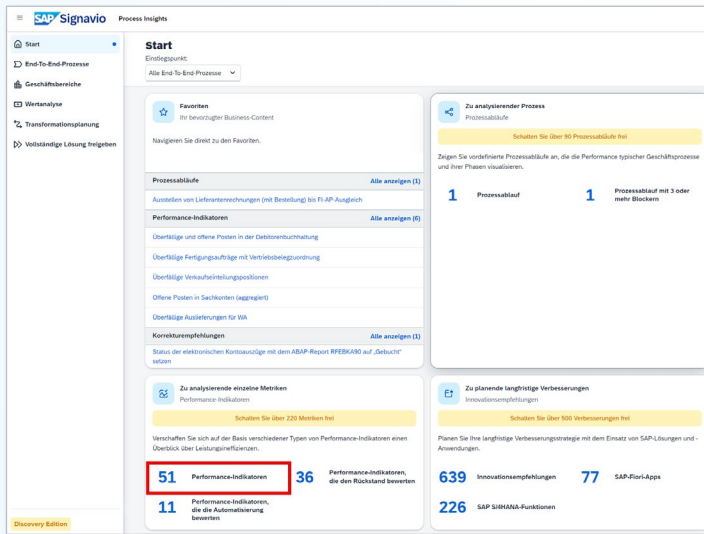 SAP Signavio Process Insights
Start
End-To-End-Prozesse
Geschäftsbereiche
Wertanalyse
Transformationsplanung
Vollständige Lösung freigeben
Discovery Edition
Start
Einstiegspunkt:
Alle End-To-End-Prozesse
Favoriten
Ihr bevorzugter Business-Content
Navigieren Sie direkt zu den Favoriten.
Prozessabläufe Alle anzeigen (1)
Ausstellen von Lieferantenrechnungen (mit Bestellung) bis FI-AP-Ausgleich
Performance-Indikatoren Alle anzeigen (6)
Überfällige und offene Posten in der Debitorenbuchhaltung
Überfällige Fertigungsaufträge mit Vertriebsbelegzuordnung
Überfällige Verkaufseinteilungspositionen
Offene Posten in Sachkonten (aggregiert)
Überfällige Auslieferungen für WA
Korrekturempfehlungen Alle anzeigen (1)
Status der elektronischen Kontoauszüge mit dem ABAP-Report RFEBKA90 auf „Gebucht"
setzen
Zu analysierender Prozess
Prozessabläufe
Schalten Sie über 90 Prozessabläufe frei
Zeigen Sie vordefinierte Prozessabläufe an, die die Performance typischer Geschäftsprozesse
und ihrer Phasen visualisieren.
1 Prozessablauf
1 Prozessablauf mit 3 oder
mehr Blockern
Zu analysierende einzelne Metriken
Performance-Indikatoren
Schalten Sie über 220 Metriken frei
Verschaffen Sie sich auf der Basis verschiedener Typen von Performance-Indikatoren einen
Überblick über Leistungsineffizienzen.
51 Performance-Indikatoren
36 Performance-Indikatoren,
die den Rückstand bewerten
11 Performance-Indikatoren,
die die Automatisierung
bewerten
Zu planende langfristige Verbesserungen
Innovationsempfehlungen
Schalten Sie über 500 Verbesserungen frei
Planen Sie Ihre langfristige Verbesserungsstrategie mit dem Einsatz von SAP-Lösungen und -
Anwendungen.
639 Innovationsempfehlungen
77 SAP-Fiori-Apps
226 SAP S/4HANA-Funktionen